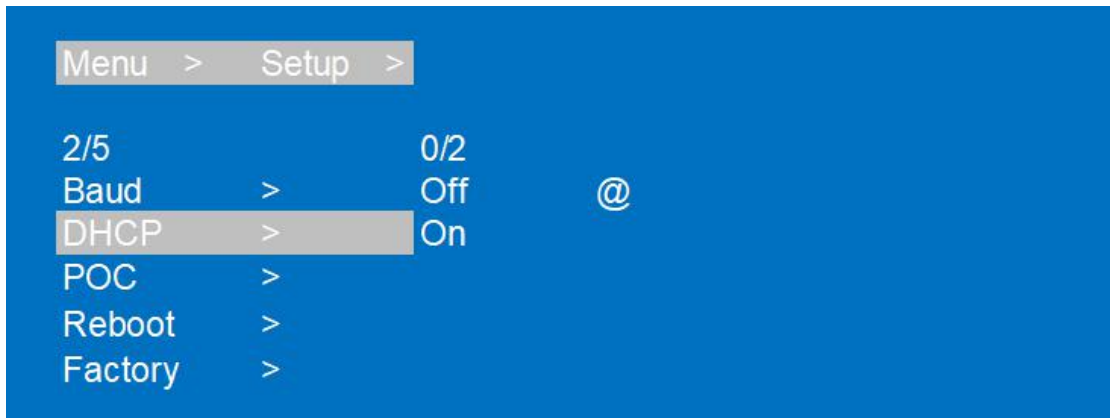 Menu > Setup >
2/5 0/2
Baud > Off @
DHCP > On
POC >
Reboot >
Factory >